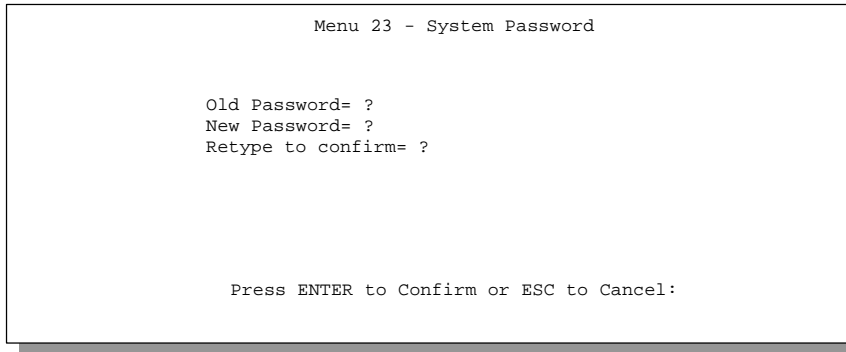 Menu 23 - System Password
Old Password= ?
New Password= ?
Retype to confirm= ?
Press ENTER to Confirm or ESC to Cancel: